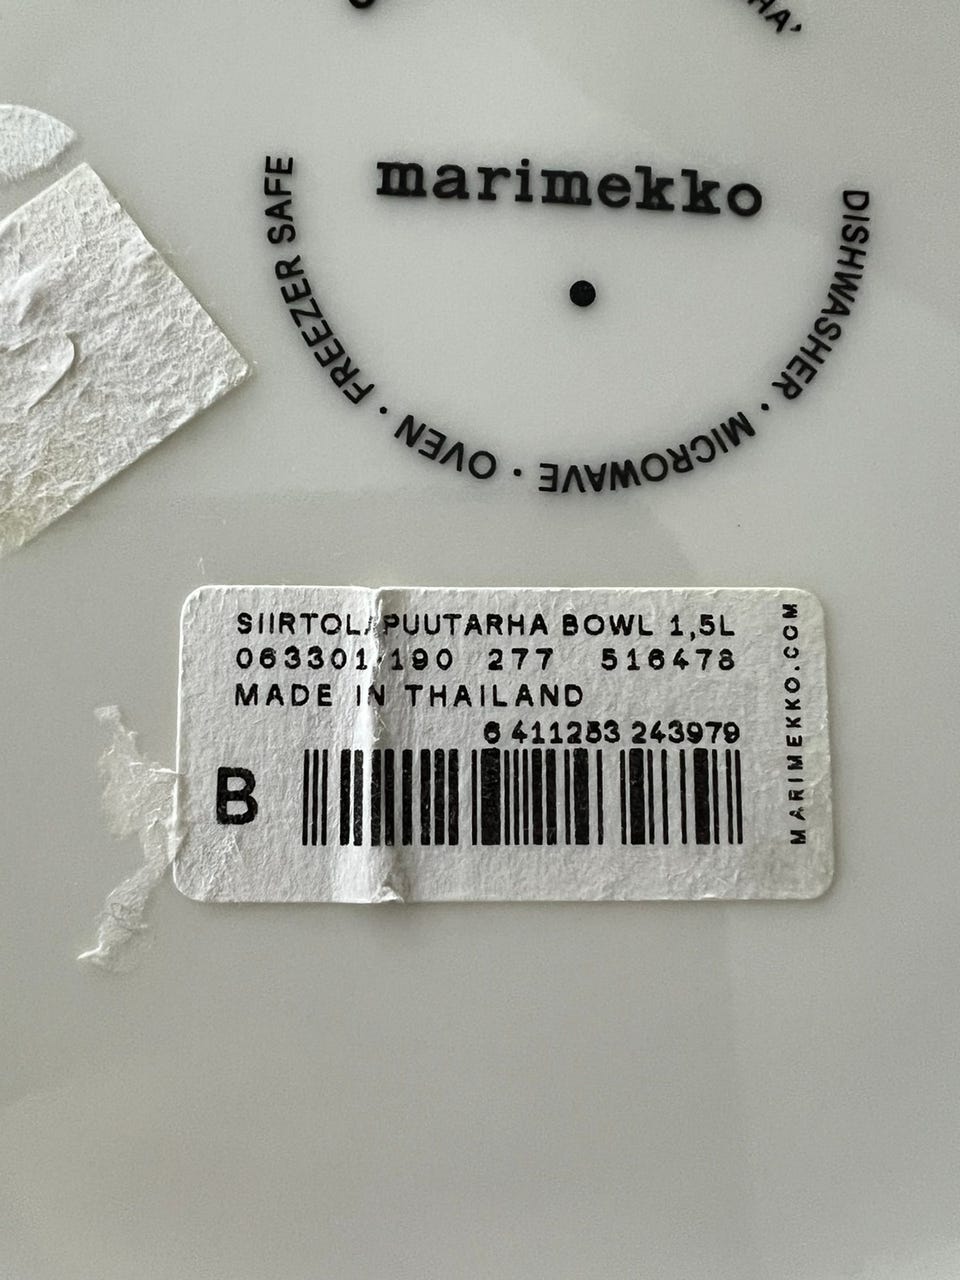 HA'
marimekko
DISHWASHER · MICROWAVE · OVEN · FREEZER SAFE
SIIRTOLAPUUTARHA BOWL 1,5L
063301 190 277 516478
MADE IN THAILAND
6 411253 243979
B
MARIMEKKO.COM